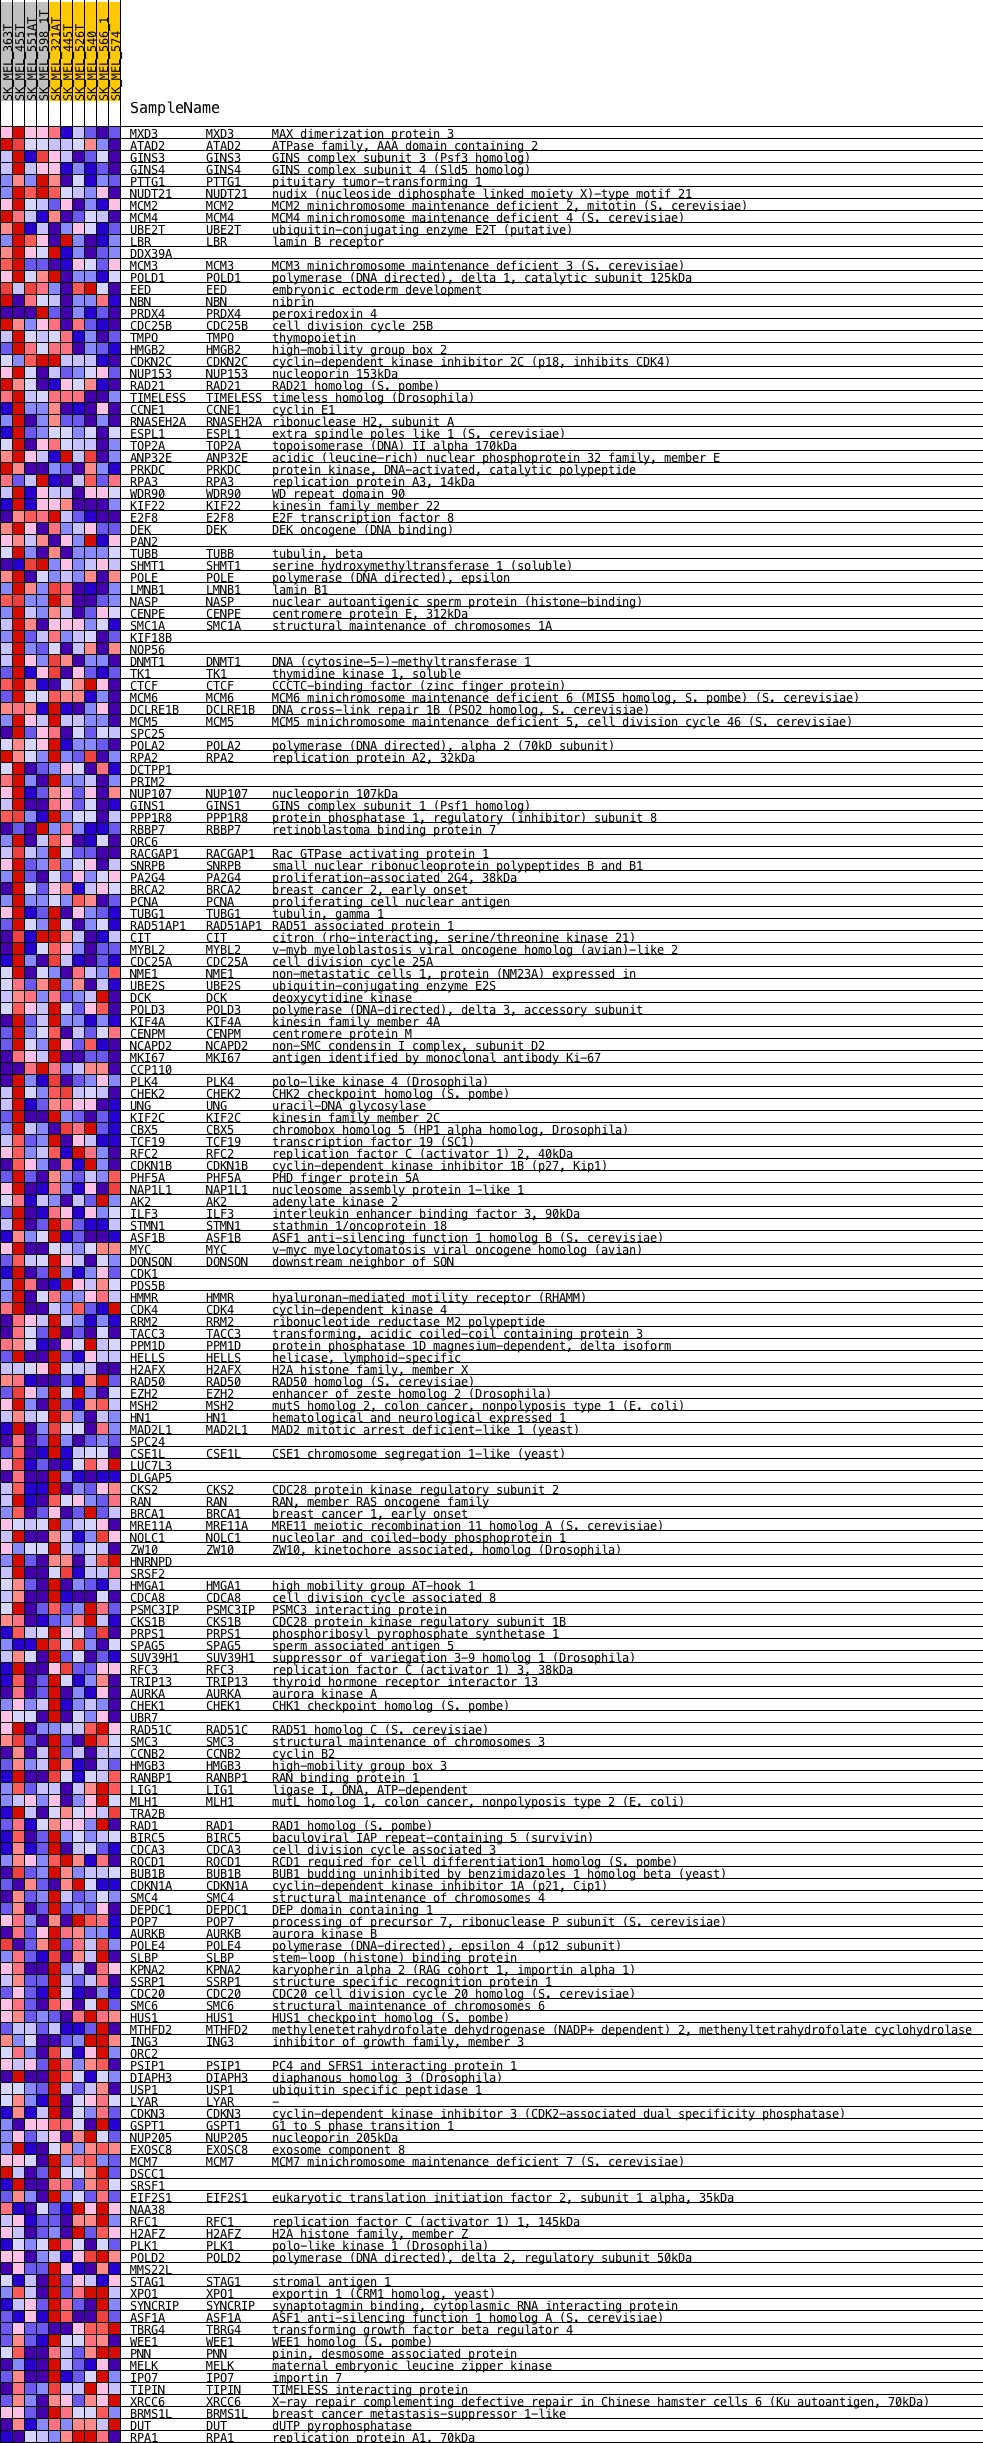 SK_MEL_363T
SK_MEL_455T
SK_MEL_551AT
SK_MEL_598_1T
SK_MEL_321AT
SK_MEL_445T
SK_MEL_526T
SK_MEL_540
SK_MEL_566_1
SK_MEL_574
SampleName
MXD3 MXD3 MAX dimerization protein 3
ATAD2 ATAD2 ATPase family, AAA domain containing 2
GINS3 GINS3 GINS complex subunit 3 (Psf3 homolog)
GINS4 GINS4 GINS complex subunit 4 (Sld5 homolog)
PTTG1 PTTG1 pituitary tumor-transforming 1
NUDT21 NUDT21 nudix (nucleoside diphosphate linked moiety X)-type motif 21
MCM2 MCM2 MCM2 minichromosome maintenance deficient 2, mitotin (S. cerevisiae)
MCM4 MCM4 MCM4 minichromosome maintenance deficient 4 (S. cerevisiae)
UBE2T UBE2T ubiquitin-conjugating enzyme E2T (putative)
LBR LBR lamin B receptor
DDX39A
MCM3 MCM3 MCM3 minichromosome maintenance deficient 3 (S. cerevisiae)
POLD1 POLD1 polymerase (DNA directed), delta 1, catalytic subunit 125kDa
EED EED embryonic ectoderm development
NBN NBN nibrin
PRDX4 PRDX4 peroxiredoxin 4
CDC25B CDC25B cell division cycle 25B
TMPO TMPO thymopoietin
HMGB2 HMGB2 high-mobility group box 2
CDKN2C CDKN2C cyclin-dependent kinase inhibitor 2C (p18, inhibits CDK4)
NUP153 NUP153 nucleoporin 153kDa
RAD21 RAD21 RAD21 homolog (S. pombe)
TIMELESS TIMELESS timeless homolog (Drosophila)
CCNE1 CCNE1 cyclin E1
RNASEH2A RNASEH2A ribonuclease H2, subunit A
ESPL1 ESPL1 extra spindle poles like 1 (S. cerevisiae)
TOP2A TOP2A topoisomerase (DNA) II alpha 170kDa
ANP32E ANP32E acidic (leucine-rich) nuclear phosphoprotein 32 family, member E
PRKDC PRKDC protein kinase, DNA-activated, catalytic polypeptide
RPA3 RPA3 replication protein A3, 14kDa
WDR90 WDR90 WD repeat domain 90
KIF22 KIF22 kinesin family member 22
E2F8 E2F8 E2F transcription factor 8
DEK DEK DEK oncogene (DNA binding)
PAN2
TUBB TUBB tubulin, beta
SHMT1 SHMT1 serine hydroxymethyltransferase 1 (soluble)
POLE POLE polymerase (DNA directed), epsilon
LMNB1 LMNB1 lamin B1
NASP NASP nuclear autoantigenic sperm protein (histone-binding)
CENPE CENPE centromere protein E, 312kDa
SMC1A SMC1A structural maintenance of chromosomes 1A
KIF18B
NOP56
DNMT1 DNMT1 DNA (cytosine-5-)-methyltransferase 1
TK1 TK1 thymidine kinase 1, soluble
CTCF CTCF CCCTC-binding factor (zinc finger protein)
MCM6 MCM6 MCM6 minichromosome maintenance deficient 6 (MIS5 homolog, S. pombe) (S. cerevisiae)
DCLRE1B DCLRE1B DNA cross-link repair 1B (PSO2 homolog, S. cerevisiae)
MCM5 MCM5 MCM5 minichromosome maintenance deficient 5, cell division cycle 46 (S. cerevisiae)
SPC25
POLA2 POLA2 polymerase (DNA directed), alpha 2 (70kD subunit)
RPA2 RPA2 replication protein A2, 32kDa
DCTPP1
PRIM2
NUP107 NUP107 nucleoporin 107kDa
GINS1 GINS1 GINS complex subunit 1 (Psf1 homolog)
PPP1R8 PPP1R8 protein phosphatase 1, regulatory (inhibitor) subunit 8
RBBP7 RBBP7 retinoblastoma binding protein 7
ORC6
RACGAP1 RACGAP1 Rac GTPase activating protein 1
SNRPB SNRPB small nuclear ribonucleoprotein polypeptides B and B1
PA2G4 PA2G4 proliferation-associated 2G4, 38kDa
BRCA2 BRCA2 breast cancer 2, early onset
PCNA PCNA proliferating cell nuclear antigen
TUBG1 TUBG1 tubulin, gamma 1
RAD51AP1 RAD51AP1 RAD51 associated protein 1
CIT CIT citron (rho-interacting, serine/threonine kinase 21)
MYBL2 MYBL2 v-myb myeloblastosis viral oncogene homolog (avian)-like 2
CDC25A CDC25A cell division cycle 25A
NME1 NME1 non-metastatic cells 1, protein (NM23A) expressed in
UBE2S UBE2S ubiquitin-conjugating enzyme E2S
DCK DCK deoxycytidine kinase
POLD3 POLD3 polymerase (DNA-directed), delta 3, accessory subunit
KIF4A KIF4A kinesin family member 4A
CENPM CENPM centromere protein M
NCAPD2 NCAPD2 non-SMC condensin I complex, subunit D2
MKI67 MKI67 antigen identified by monoclonal antibody Ki-67
CCP110
PLK4 PLK4 polo-like kinase 4 (Drosophila)
CHEK2 CHEK2 CHK2 checkpoint homolog (S. pombe)
UNG UNG uracil-DNA glycosylase
KIF2C KIF2C kinesin family member 2C
CBX5 CBX5 chromobox homolog 5 (HP1 alpha homolog, Drosophila)
TCF19 TCF19 transcription factor 19 (SC1)
RFC2 RFC2 replication factor C (activator 1) 2, 40kDa
CDKN1B CDKN1B cyclin-dependent kinase inhibitor 1B (p27, Kip1)
PHF5A PHF5A PHD finger protein 5A
NAP1L1 NAP1L1 nucleosome assembly protein 1-like 1
AK2 AK2 adenylate kinase 2
ILF3 ILF3 interleukin enhancer binding factor 3, 90kDa
STMN1 STMN1 stathmin 1/oncoprotein 18
ASF1B ASF1B ASF1 anti-silencing function 1 homolog B (S. cerevisiae)
MYC MYC v-myc myelocytomatosis viral oncogene homolog (avian)
DONSON DONSON downstream neighbor of SON
CDK1
PDS5B
HMMR HMMR hyaluronan-mediated motility receptor (RHAMM)
CDK4 CDK4 cyclin-dependent kinase 4
RRM2 RRM2 ribonucleotide reductase M2 polypeptide
TACC3 TACC3 transforming, acidic coiled-coil containing protein 3
PPM1D PPM1D protein phosphatase 1D magnesium-dependent, delta isoform
HELLS HELLS helicase, lymphoid-specific
H2AFX H2AFX H2A histone family, member X
RAD50 RAD50 RAD50 homolog (S. cerevisiae)
EZH2 EZH2 enhancer of zeste homolog 2 (Drosophila)
MSH2 MSH2 mutS homolog 2, colon cancer, nonpolyposis type 1 (E. coli)
HN1 HN1 hematological and neurological expressed 1
MAD2L1 MAD2L1 MAD2 mitotic arrest deficient-like 1 (yeast)
SPC24
CSE1L CSE1L CSE1 chromosome segregation 1-like (yeast)
LUC7L3
DLGAP5
CKS2 CKS2 CDC28 protein kinase regulatory subunit 2
RAN RAN RAN, member RAS oncogene family
BRCA1 BRCA1 breast cancer 1, early onset
MRE11A MRE11A MRE11 meiotic recombination 11 homolog A (S. cerevisiae)
NOLC1 NOLC1 nucleolar and coiled-body phosphoprotein 1
ZW10 ZW10 ZW10, kinetochore associated, homolog (Drosophila)
HNRNPD
SRSF2
HMGA1 HMGA1 high mobility group AT-hook 1
CDCA8 CDCA8 cell division cycle associated 8
PSMC3IP PSMC3IP PSMC3 interacting protein
CKS1B CKS1B CDC28 protein kinase regulatory subunit 1B
PRPS1 PRPS1 phosphoribosyl pyrophosphate synthetase 1
SPAG5 SPAG5 sperm associated antigen 5
SUV39H1 SUV39H1 suppressor of variegation 3-9 homolog 1 (Drosophila)
RFC3 RFC3 replication factor C (activator 1) 3, 38kDa
TRIP13 TRIP13 thyroid hormone receptor interactor 13
AURKA AURKA aurora kinase A
CHEK1 CHEK1 CHK1 checkpoint homolog (S. pombe)
UBR7
RAD51C RAD51C RAD51 homolog C (S. cerevisiae)
SMC3 SMC3 structural maintenance of chromosomes 3
CCNB2 CCNB2 cyclin B2
HMGB3 HMGB3 high-mobility group box 3
RANBP1 RANBP1 RAN binding protein 1
LIG1 LIG1 ligase I, DNA, ATP-dependent
MLH1 MLH1 mutL homolog 1, colon cancer, nonpolyposis type 2 (E. coli)
TRA2B
RAD1 RAD1 RAD1 homolog (S. pombe)
BIRC5 BIRC5 baculoviral IAP repeat-containing 5 (survivin)
CDCA3 CDCA3 cell division cycle associated 3
RQCD1 RQCD1 RCD1 required for cell differentiation1 homolog (S. pombe)
BUB1B BUB1B BUB1 budding uninhibited by benzimidazoles 1 homolog beta (yeast)
CDKN1A CDKN1A cyclin-dependent kinase inhibitor 1A (p21, Cip1)
SMC4 SMC4 structural maintenance of chromosomes 4
DEPDC1 DEPDC1 DEP domain containing 1
POP7 POP7 processing of precursor 7, ribonuclease P subunit (S. cerevisiae)
AURKB AURKB aurora kinase B
POLE4 POLE4 polymerase (DNA-directed), epsilon 4 (p12 subunit)
SLBP SLBP stem-loop (histone) binding protein
KPNA2 KPNA2 karyopherin alpha 2 (RAG cohort 1, importin alpha 1)
SSRP1 SSRP1 structure specific recognition protein 1
CDC20 CDC20 CDC20 cell division cycle 20 homolog (S. cerevisiae)
SMC6 SMC6 structural maintenance of chromosomes 6
HUS1 HUS1 HUS1 checkpoint homolog (S. pombe)
MTHFD2 MTHFD2 methylenetetrahydrofolate dehydrogenase (NADP+ dependent) 2, methenyltetrahydrofolate cyclohydrolase
ING3 ING3 inhibitor of growth family, member 3
ORC2
PSIP1 PSIP1 PC4 and SFRS1 interacting protein 1
DIAPH3 DIAPH3 diaphanous homolog 3 (Drosophila)
USP1 USP1 ubiquitin specific peptidase 1
LYAR LYAR -
CDKN3 CDKN3 cyclin-dependent kinase inhibitor 3 (CDK2-associated dual specificity phosphatase)
GSPT1 GSPT1 G1 to S phase transition 1
NUP205 NUP205 nucleoporin 205kDa
EXOSC8 EXOSC8 exosome component 8
MCM7 MCM7 MCM7 minichromosome maintenance deficient 7 (S. cerevisiae)
DSCC1
SRSF1
EIF2S1 EIF2S1 eukaryotic translation initiation factor 2, subunit 1 alpha, 35kDa
NAA38
RFC1 RFC1 replication factor C (activator 1) 1, 145kDa
H2AFZ H2AFZ H2A histone family, member Z
PLK1 PLK1 polo-like kinase 1 (Drosophila)
POLD2 POLD2 polymerase (DNA directed), delta 2, regulatory subunit 50kDa
MMS22L
STAG1 STAG1 stromal antigen 1
XPO1 XPO1 exportin 1 (CRM1 homolog, yeast)
SYNCRIP SYNCRIP synaptotagmin binding, cytoplasmic RNA interacting protein
ASF1A ASF1A ASF1 anti-silencing function 1 homolog A (S. cerevisiae)
TBRG4 TBRG4 transforming growth factor beta regulator 4
WEE1 WEE1 WEE1 homolog (S. pombe)
PNN PNN pinin, desmosome associated protein
MELK MELK maternal embryonic leucine zipper kinase
IPO7 IPO7 importin 7
TIPIN TIPIN TIMELESS interacting protein
XRCC6 XRCC6 X-ray repair complementing defective repair in Chinese hamster cells 6 (Ku autoantigen, 70kDa)
BRMS1L BRMS1L breast cancer metastasis-suppressor 1-like
DUT DUT dUTP pyrophosphatase
RPA1 RPA1 replication protein A1, 70kDa